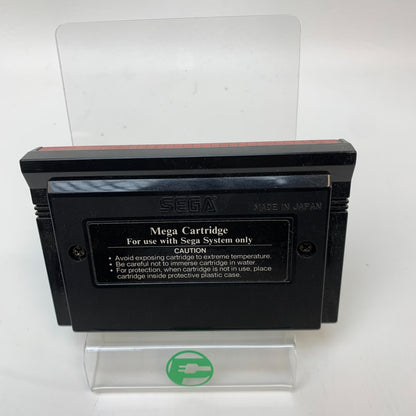 SEGA
MADE IN JAPAN
Mega Cartridge
For use with Sega System only
CAUTION
• Avoid exposing cartridge to extreme temperature.
• Be careful not to immerse cartridge in water.
• For protection, when cartridge is not in use, place
cartridge inside protective plastic case.